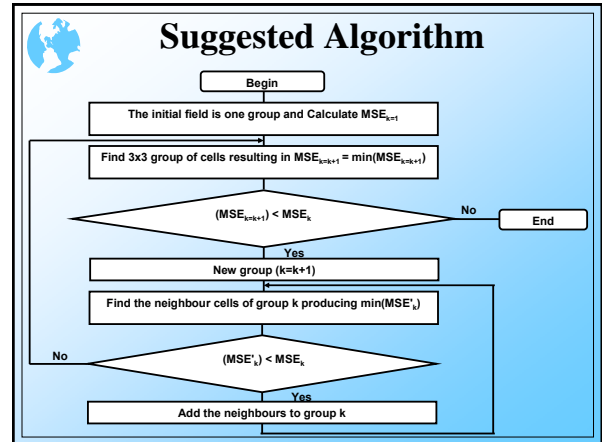 Suggested Algorithm
Begin
The initial field is one group and Calculate MSEₖ₌₁
Find 3x3 group of cells resulting in MSEₖ₌ₖ₊₁ = min(MSEₖ₌ₖ₊₁)
(MSEₖ₌ₖ₊₁) < MSEₖ
No
End
Yes
New group (k=k+1)
Find the neighbour cells of group k producing min(MSE'ₖ)
(MSE'ₖ) < MSEₖ
No
Yes
Add the neighbours to group k